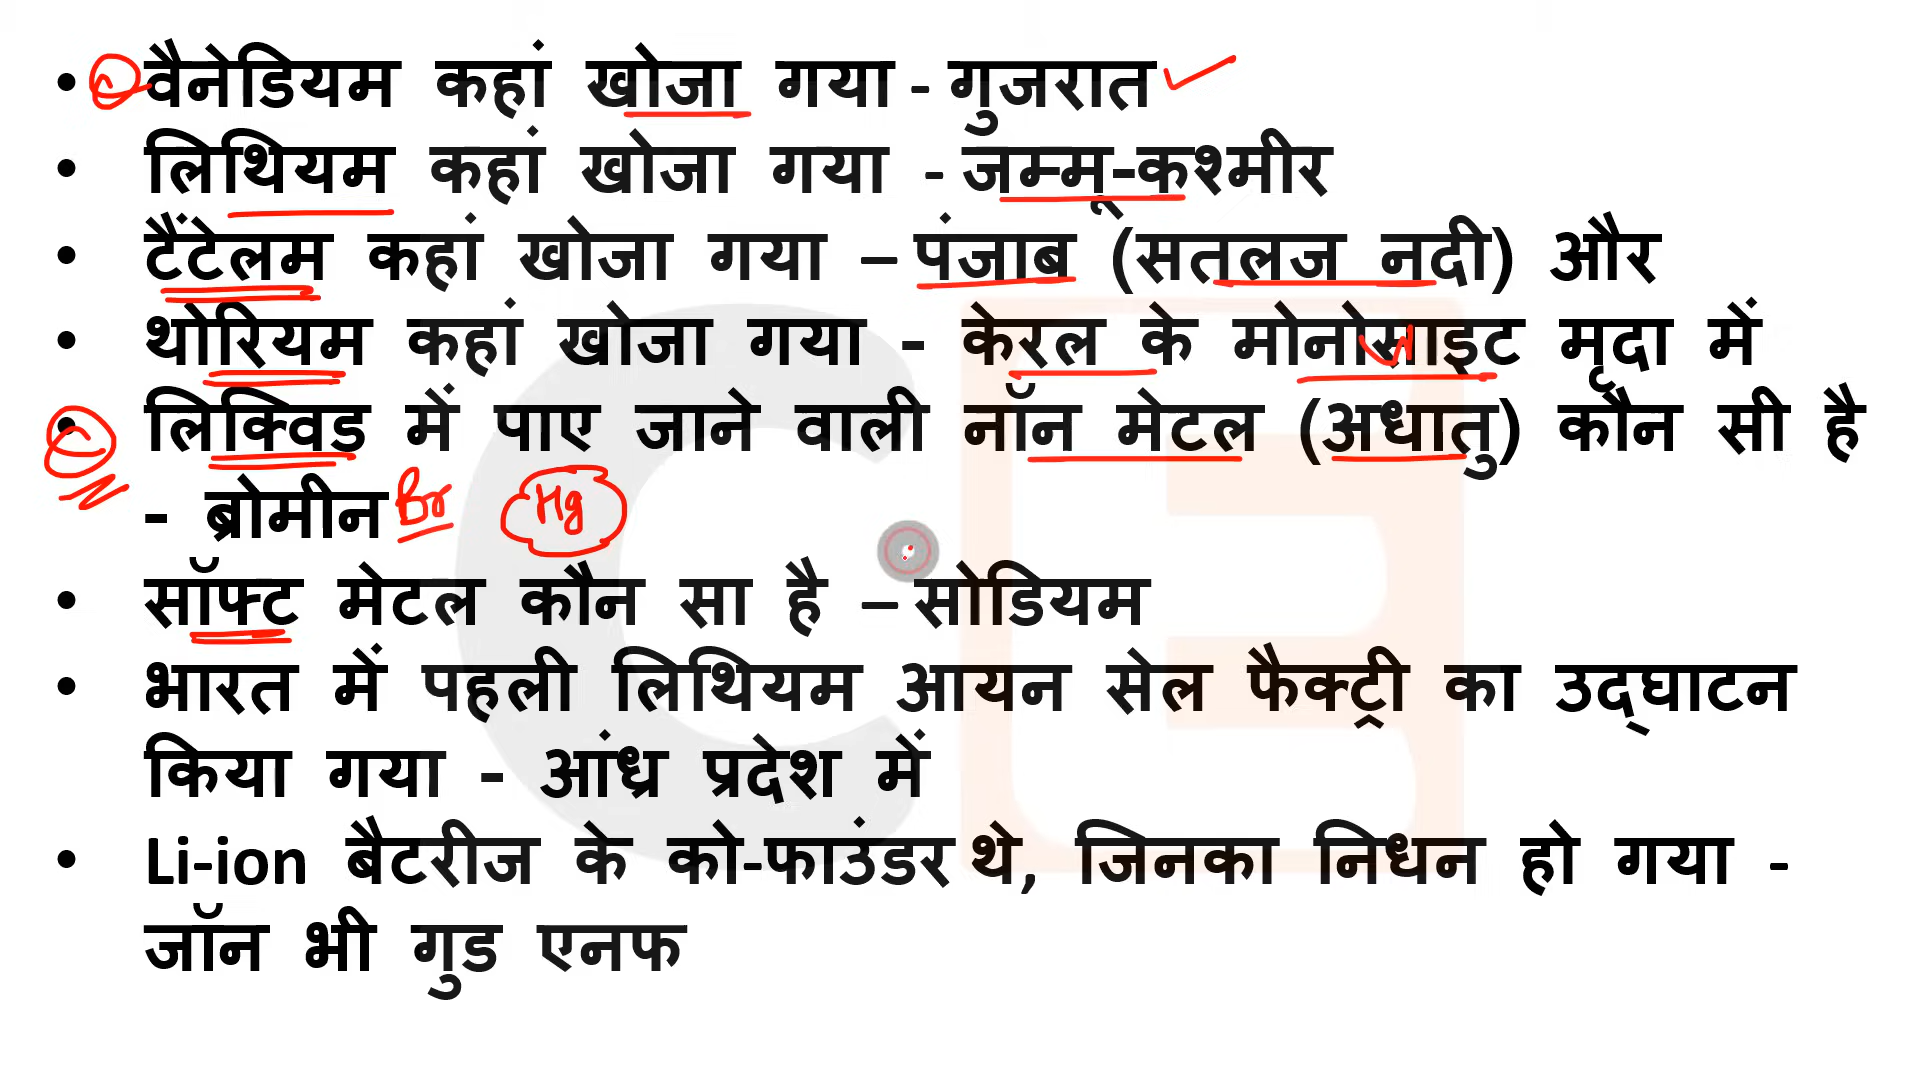 • वैनेडियम कहां खोजा गया - गुजरात
• लिथियम कहां खोजा गया - जम्मू-कश्मीर
• टैंटेलम कहां खोजा गया – पंजाब (सतलज नदी) और
• थोरियम कहां खोजा गया - केरल के मोनोसाइट मृदा में
• लिक्विड में पाए जाने वाली नॉन मेटल (अधातु) कौन सी है
- ब्रोमीन Br Hg
• सॉफ्ट मेटल कौन सा है – सोडियम
• भारत में पहली लिथियम आयन सेल फैक्ट्री का उद्घाटन
किया गया - आंध्र प्रदेश में
• Li-ion बैटरीज के को-फाउंडर थे, जिनका निधन हो गया -
जॉन भी गुड एनफ